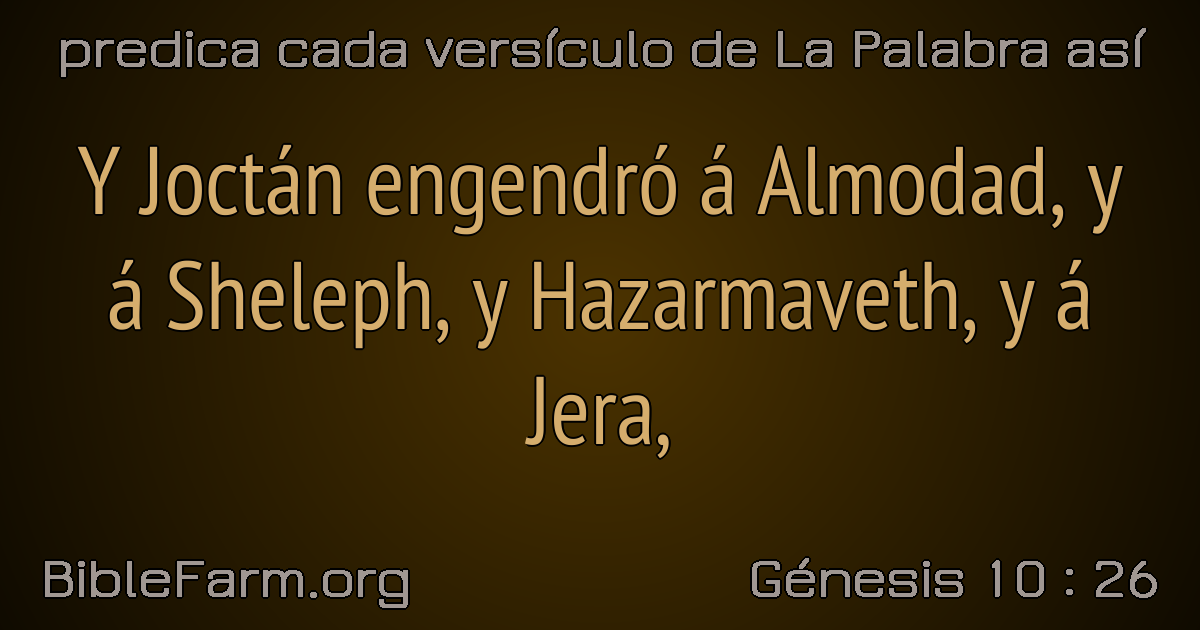 predica cada versículo de La Palabra así
Y Joctán engendró á Almodad, y
á Sheleph, y Hazarmaveth, y á
Jera,
BibleFarm.org
Génesis 10 : 26